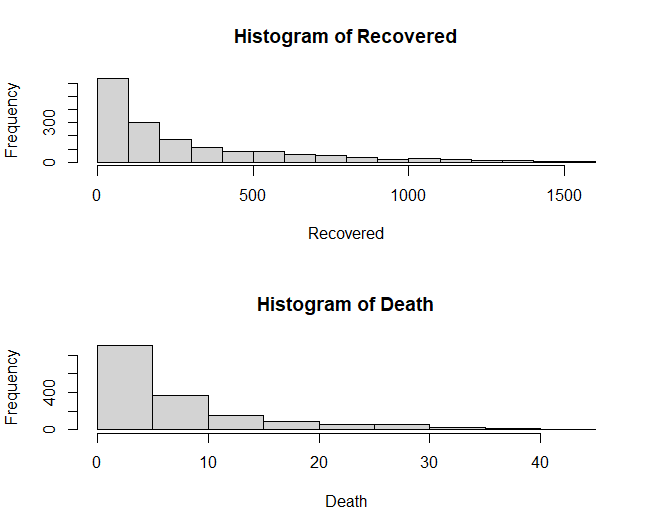 Histogram of Recovered
Frequency
300
0
0 500 1000 1500
Recovered
Histogram of Death
Frequency
400
0
0 10 20 30 40
Death